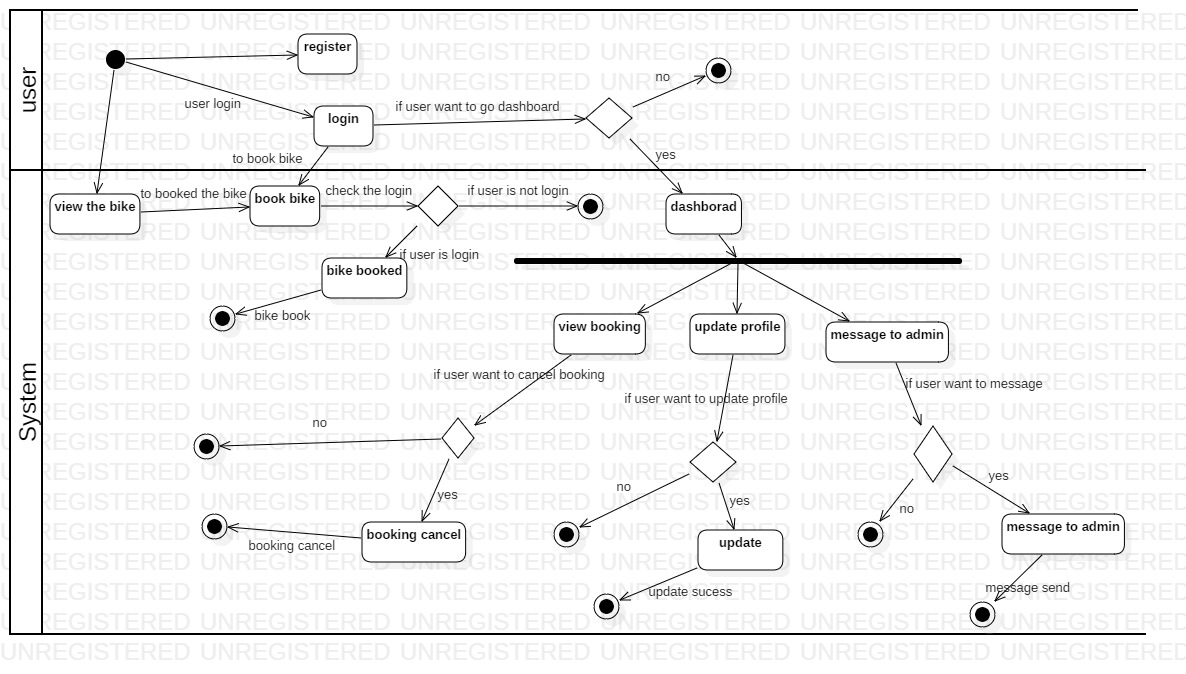 user
register
no
user login
login
if user want to go dashboard
to book bike
yes
System
view the bike
to booked the bike
book bike
check the login
if user is not login
dashborad
if user is login
bike booked
bike book
view booking
update profile
message to admin
if user want to cancel booking
if user want to update profile
if user want to message
no
yes
booking cancel
booking cancel
no
yes
update
update sucess
no
yes
message to admin
message send
UNREGISTERED UNREGISTERED UNREGISTERED UNREGISTERED UNREGISTERED UNREGISTERED